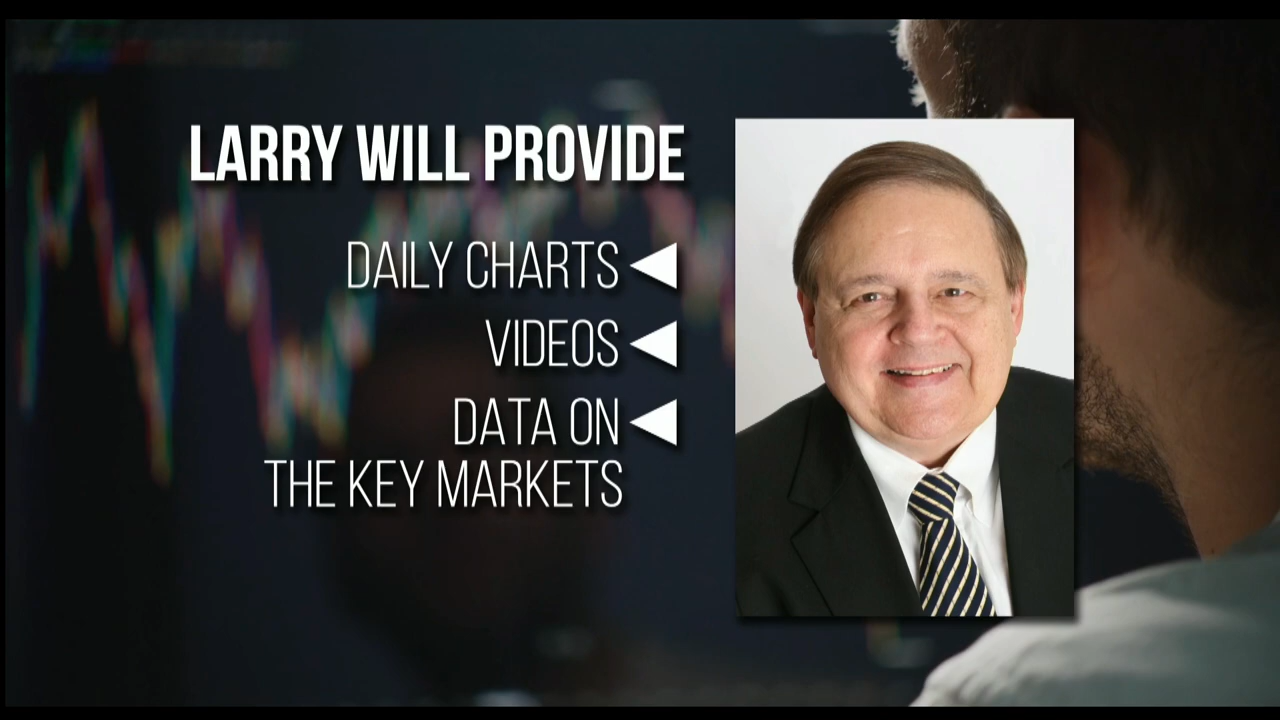 LARRY WILL PROVIDE
DAILY CHARTS
VIDEOS
DATA ON
THE KEY MARKETS